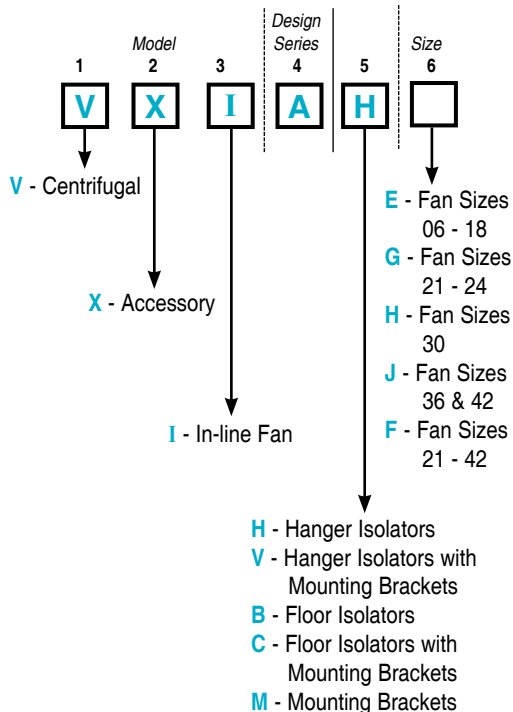 Model
Design
Series
Size
1 2 3 4 5 6
V X I A H
V - Centrifugal
X - Accessory
I - In-line Fan
E - Fan Sizes
06 - 18
G - Fan Sizes
21 - 24
H - Fan Sizes
30
J - Fan Sizes
36 & 42
F - Fan Sizes
21 - 42
H - Hanger Isolators
V - Hanger Isolators with
Mounting Brackets
B - Floor Isolators
C - Floor Isolators with
Mounting Brackets
M - Mounting Brackets